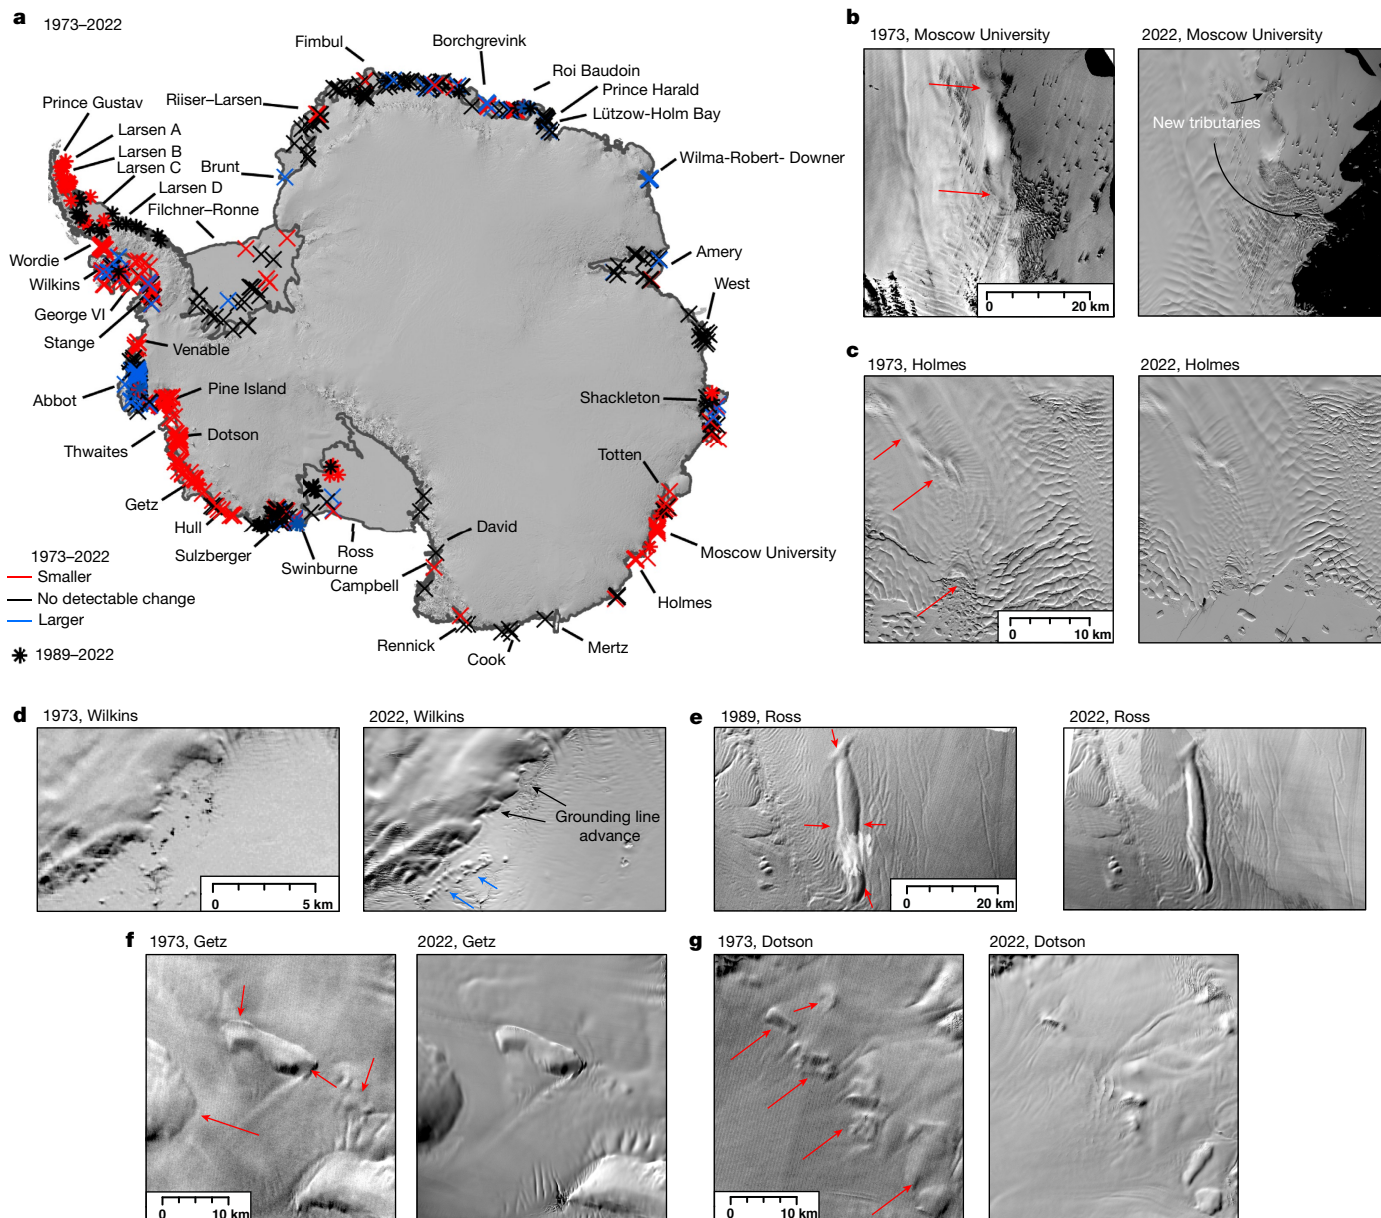 a 1973–2022
Fimbul
Borchgrevink
Roi Baudoin
Prince Harald
Lützow-Holm Bay
Riiser–Larsen
Prince Gustav
Larsen A
Larsen B
Larsen C
Larsen D
Brunt
Filchner–Ronne
Wilma-Robert- Downer
Wordie
Wilkins
George VI
Stange
Amery
West
Venable
Abbot
Pine Island
Shackleton
Thwaites
Dotson
Totten
Getz
Hull
David
Sulzberger
Swinburne
Ross
Campbell
Moscow University
Holmes
Rennick
Cook
Mertz
1973–2022
Smaller
No detectable change
Larger
1989–2022
b
1973, Moscow University
2022, Moscow University
New tributaries
0 20 km
c
1973, Holmes
2022, Holmes
0 10 km
d 1973, Wilkins
2022, Wilkins
Grounding line
advance
0 5 km
e 1989, Ross
2022, Ross
0 20 km
f 1973, Getz
2022, Getz
0 10 km
g 1973, Dotson
2022, Dotson
0 10 km